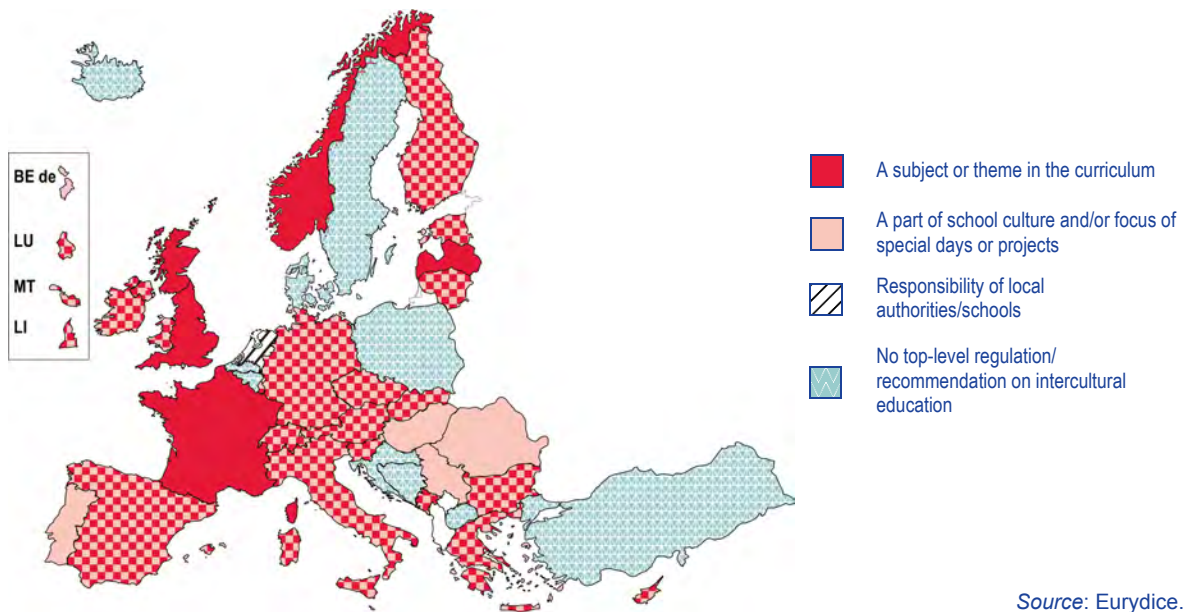 BE de
LU
MT
LI
A subject or theme in the curriculum
A part of school culture and/or focus of
special days or projects
Responsibility of local
authorities/schools
No top-level regulation/
recommendation on intercultural
education
Source: Eurydice.